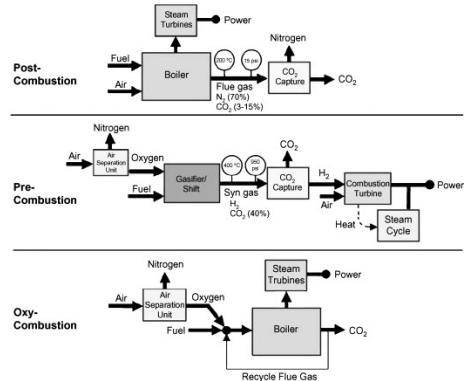 Post-
Combustion
Fuel
Air
Boiler
Steam
Turbines
Power
200 ºC
15 psi
Flue gas
N₂ (70%)
CO₂ (3-15%)
Nitrogen
CO₂
Capture
CO₂
Pre-
Combustion
Nitrogen
Air
Air
Separation
Unit
Oxygen
Fuel
Gasifier/
Shift
400 ºC
950
psi
Syn gas
H₂
CO₂ (40%)
CO₂
CO₂
Capture
H₂
Air
Combustion
Turbine
Power
Heat
Steam
Cycle
Oxy-
Combustion
Nitrogen
Air
Air
Separation
Unit
Oxygen
Fuel
Steam
Trubines
Power
Boiler
CO₂
Recycle Flue Gas